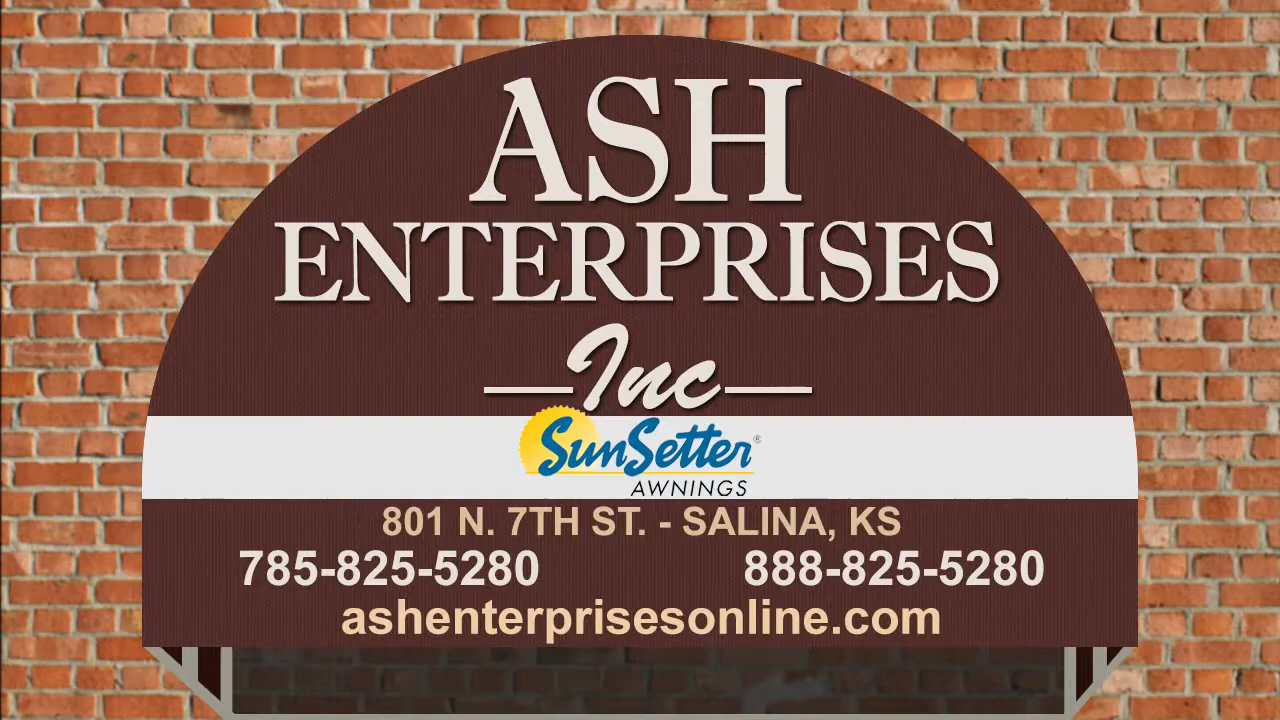 ASH
ENTERPRISES
Inc
SunSetter®
AWNINGS
801 N. 7TH ST. - SALINA, KS
785-825-5280 888-825-5280
ashenterprisesonline.com